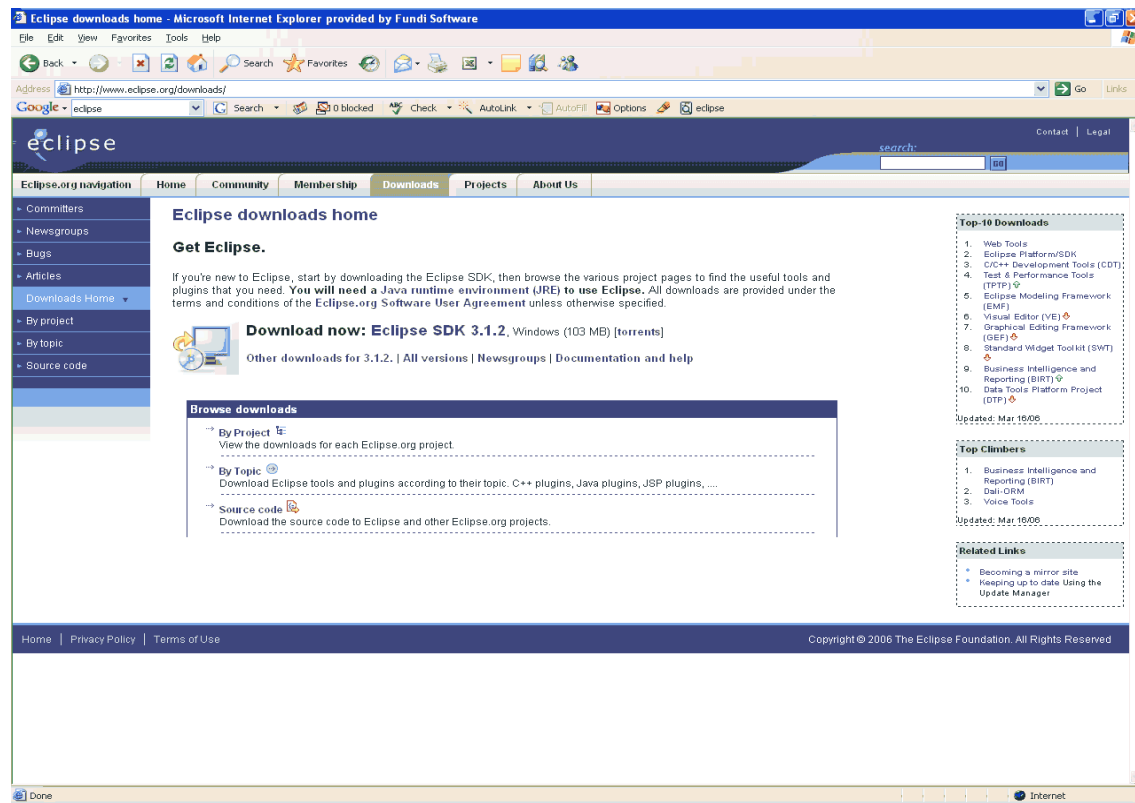 Eclipse downloads home - Microsoft Internet Explorer provided by Fundi Software
File Edit View Favorites Tools Help
Back Search Favorites
Address http://www.eclipse.org/downloads/ Go Links
Google eclipse Search 0 blocked Check AutoLink AutoFill Options eclipse
Contact | Legal
eclipse
search:
GO
Eclipse.org navigation Home Community Membership Downloads Projects About Us
Committers
Newsgroups
Bugs
Articles
Downloads Home
By project
By topic
Source code
Eclipse downloads home
Get Eclipse.
If you're new to Eclipse, start by downloading the Eclipse SDK, then browse the various project pages to find the useful tools and
plugins that you need. You will need a Java runtime environment (JRE) to use Eclipse. All downloads are provided under the
terms and conditions of the Eclipse.org Software User Agreement unless otherwise specified.
Download now: Eclipse SDK 3.1.2, Windows (103 MB) [torrents]
Other downloads for 3.1.2. | All versions | Newsgroups | Documentation and help
Browse downloads
By Project
View the downloads for each Eclipse.org project.
By Topic
Download Eclipse tools and plugins according to their topic. C++ plugins, Java plugins, JSP plugins, ....
Source code
Download the source code to Eclipse and other Eclipse.org projects.
Top-10 Downloads
1. Web Tools
2. Eclipse Platform/SDK
3. C/C++ Development Tools (CDT)
4. Test & Performance Tools
(TPTP)
5. Eclipse Modeling Framework
(EMF)
6. Visual Editor (VE)
7. Graphical Editing Framework
(GEF)
8. Standard Widget Toolkit (SWT)
9. Business Intelligence and
Reporting (BIRT)
10. Data Tools Platform Project
(DTP)
Updated: Mar 16/06
Top Climbers
1. Business Intelligence and
Reporting (BIRT)
2. Dali-ORM
3. Voice Tools
Updated: Mar 16/06
Related Links
Becoming a mirror site
Keeping up to date Using the
Update Manager
Home | Privacy Policy | Terms of Use
Copyright © 2006 The Eclipse Foundation. All Rights Reserved
Done Internet